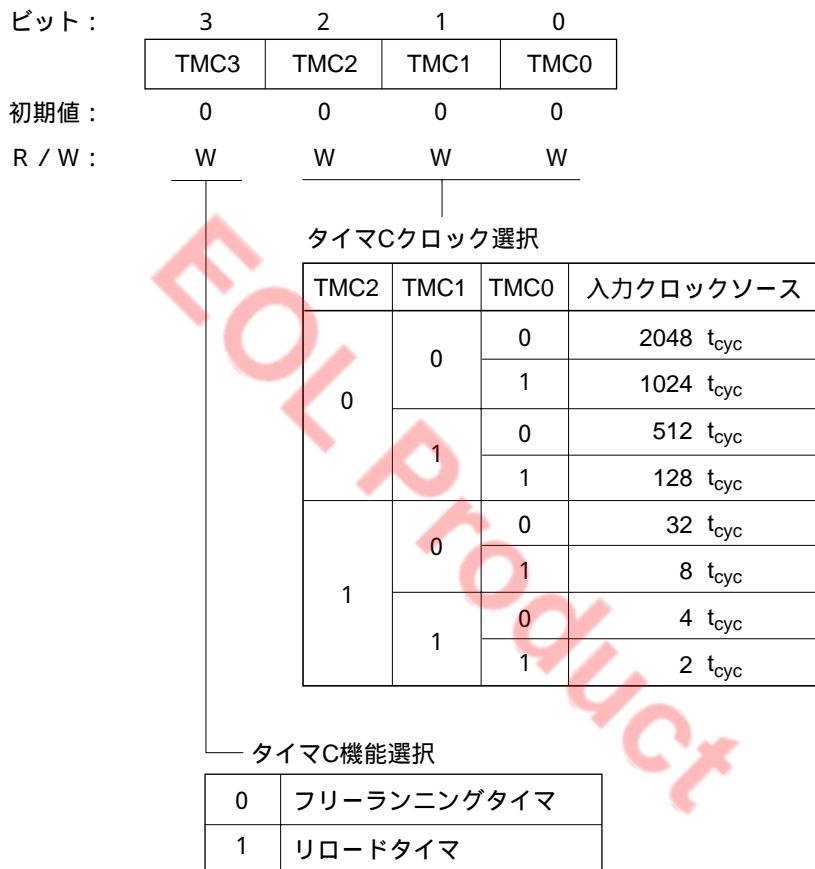 ビット： 3 2 1 0
TMC3 TMC2 TMC1 TMC0
初期値： 0 0 0 0
R／W： W W W W
タイマCクロック選択
TMC2 TMC1 TMC0 入力クロックソース
0 0 0 2048 tcyc
1 1024 tcyc
1 0 512 tcyc
1 128 tcyc
1 0 0 32 tcyc
1 8 tcyc
1 0 4 tcyc
1 2 tcyc
タイマC機能選択
0 フリーランニングタイマ
1 リロードタイマ
EOL Product